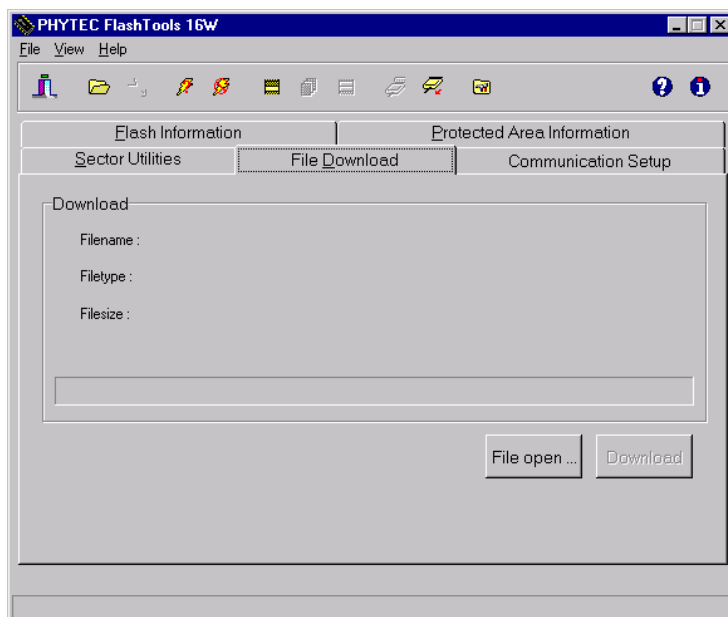 PHYTEC FlashTools 16W
File View Help
Flash Information Protected Area Information
Sector Utilities File Download Communication Setup
Download
Filename :
Filetype :
Filesize :
File open ... Download